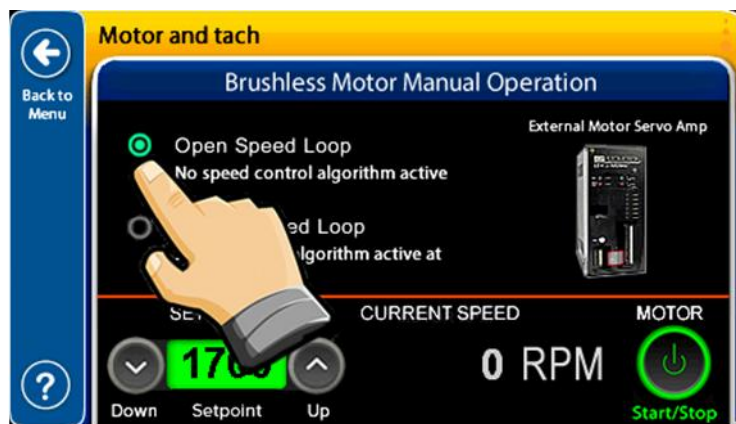 Motor and tach
Back to
Menu
Brushless Motor Manual Operation
External Motor Servo Amp
Open Speed Loop
No speed control algorithm active
ed Loop
lgorithm active at
SE
CURRENT SPEED
MOTOR
0 RPM
Down
Setpoint
Up
Start/Stop
?